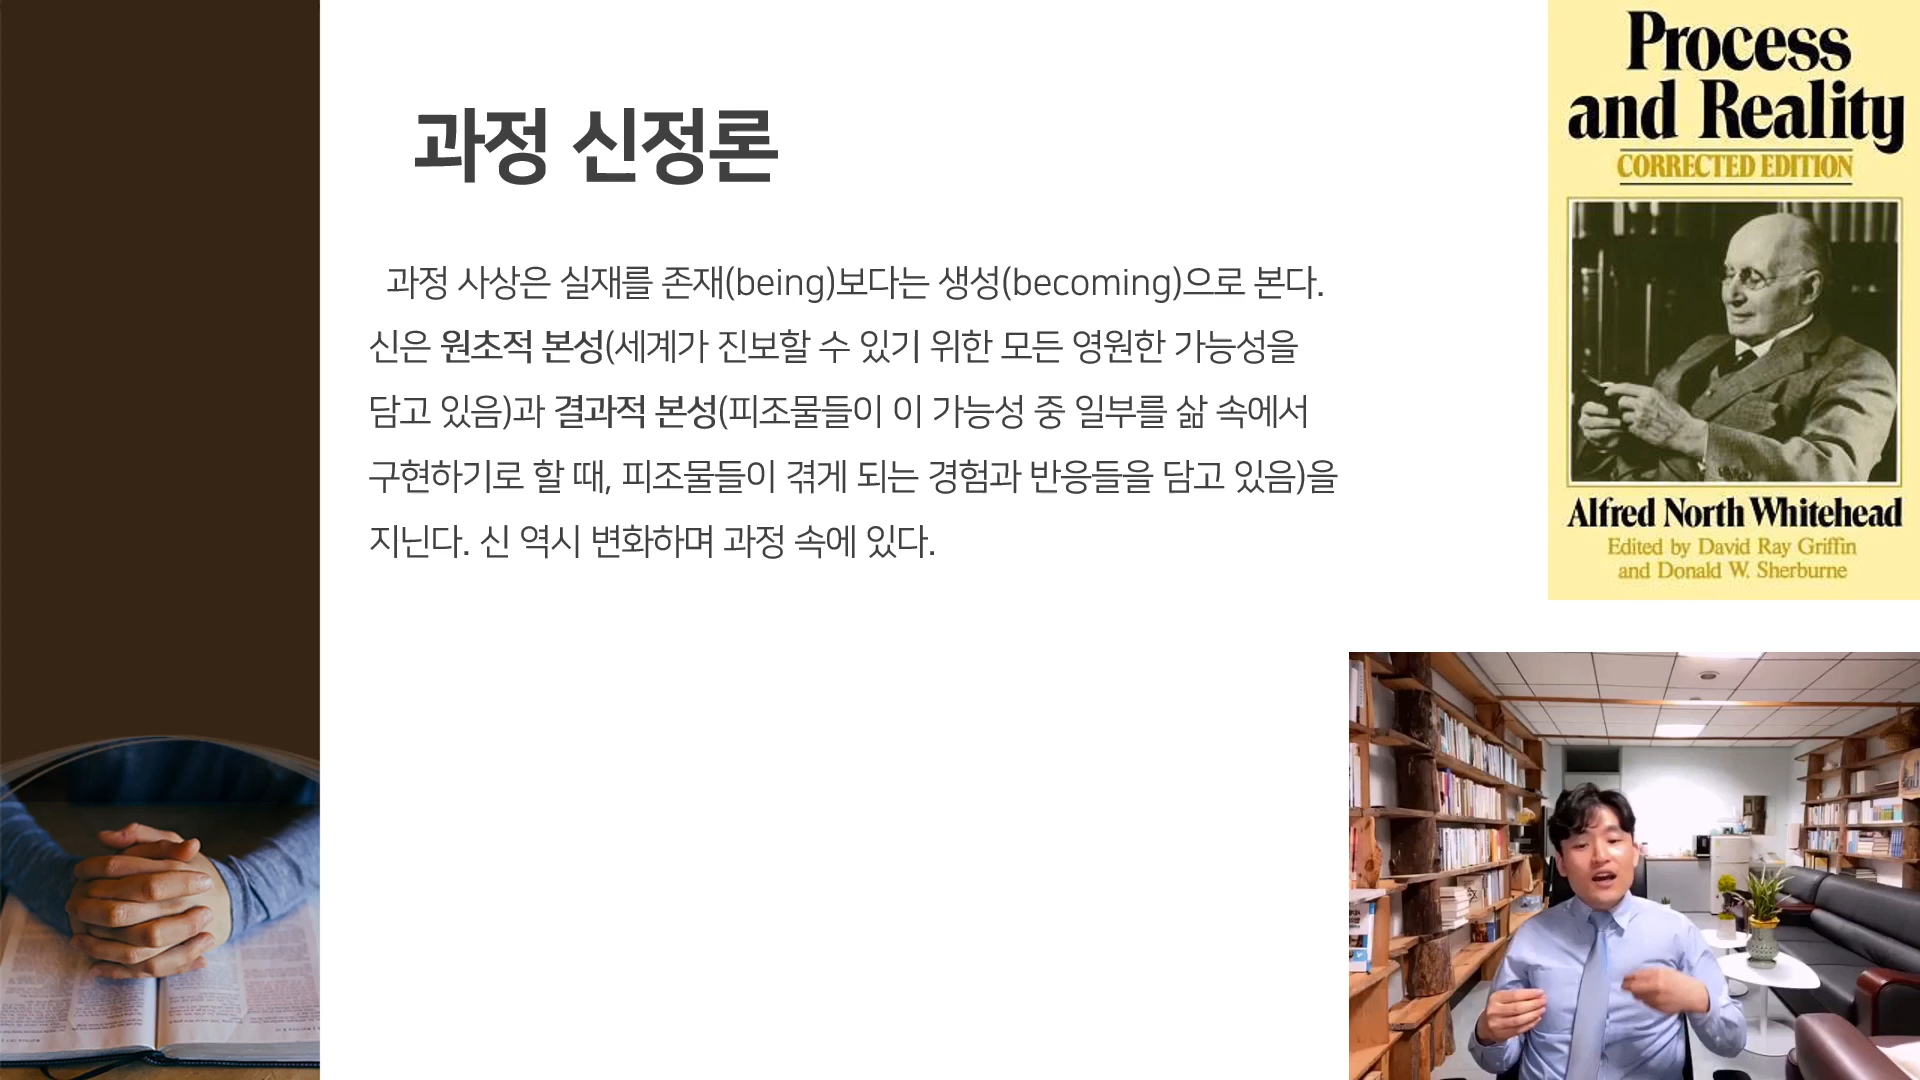 과정 신정론
과정 사상은 실재를 존재(being)보다는 생성(becoming)으로 본다.
신은 원초적 본성(세계가 진보할 수 있기 위한 모든 영원한 가능성을
담고 있음)과 결과적 본성(피조물들이 이 가능성 중 일부를 삶 속에서
구현하기로 할 때, 피조물들이 겪게 되는 경험과 반응들을 담고 있음)을
지닌다. 신 역시 변화하며 과정 속에 있다.
Process
and Reality
CORRECTED EDITION
Alfred North Whitehead
Edited by David Ray Griffin
and Donald W. Sherburne